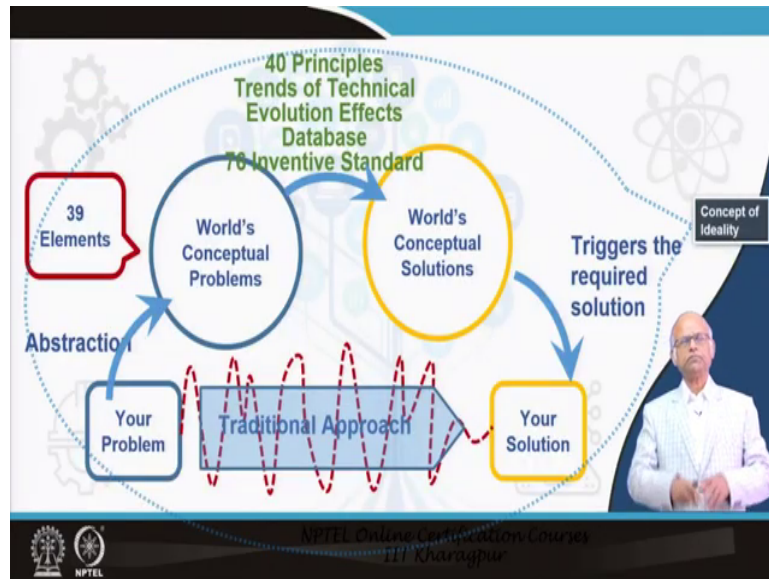 40 Principles
Trends of Technical
Evolution Effects
Database
76 Inventive Standard
39
Elements
World's
Conceptual
Problems
World's
Conceptual
Solutions
Concept of
Ideality
Triggers the
required
solution
Abstraction
Your
Problem
Traditional Approach
Your
Solution
NPTEL
NPTEL Online Certification Courses
IIT Kharagpur